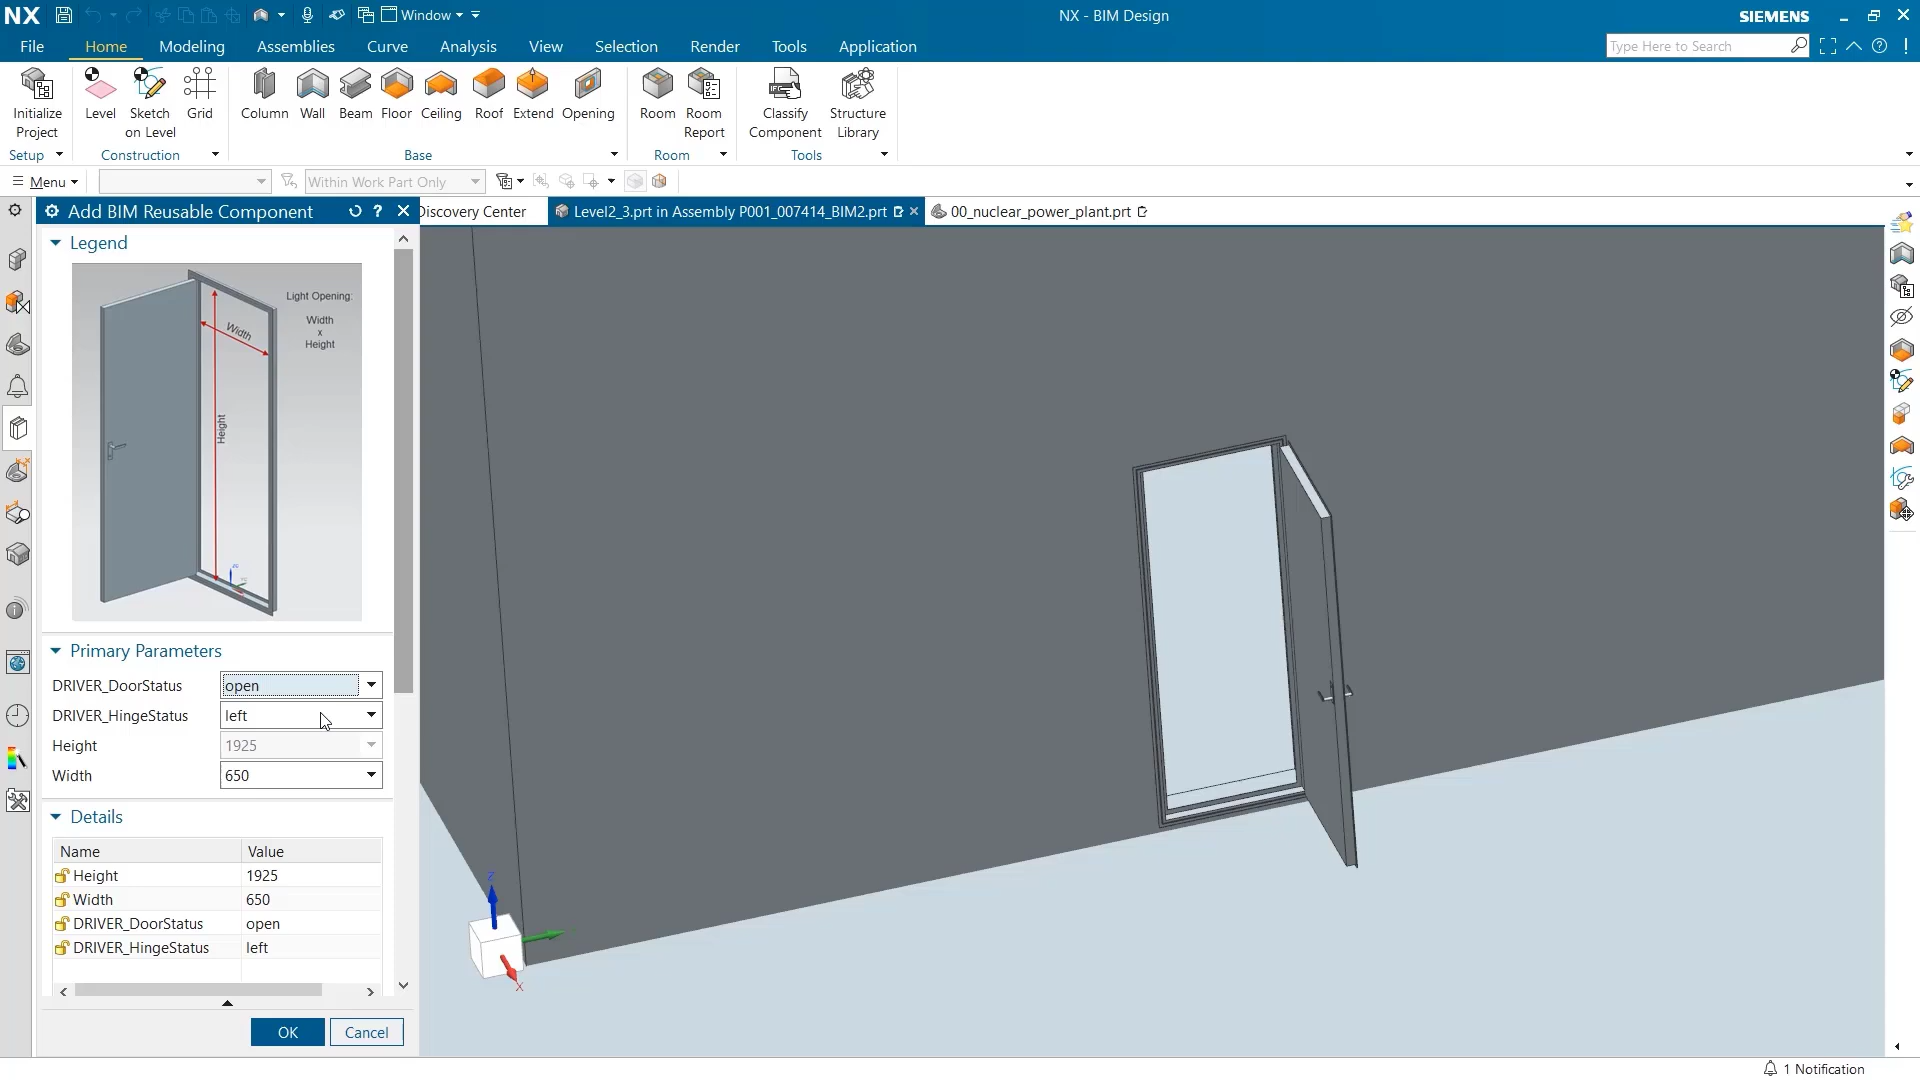 NX
Window
NX - BIM Design
SIEMENS
File
Home
Modeling
Assemblies
Curve
Analysis
View
Selection
Render
Tools
Application
Type Here to Search
Initialize
Project
Level
Sketch
on Level
Grid
Column
Wall
Beam
Floor
Ceiling
Roof
Extend
Opening
Room
Room
Report
Classify
Component
Structure
Library
Setup
Construction
Base
Room
Tools
Menu
Within Work Part Only
Add BIM Reusable Component
Discovery Center
Level2_3.prt in Assembly P001_007414_BIM2.prt
00_nuclear_power_plant.prt
Legend
Light Opening:
Width
x
Height
Width
Height
Primary Parameters
DRIVER_DoorStatus
open
DRIVER_HingeStatus
left
Height
1925
Width
650
Details
Name
Value
Height
1925
Width
650
DRIVER_DoorStatus
open
DRIVER_HingeStatus
left
OK
Cancel
Z
X
1 Notification